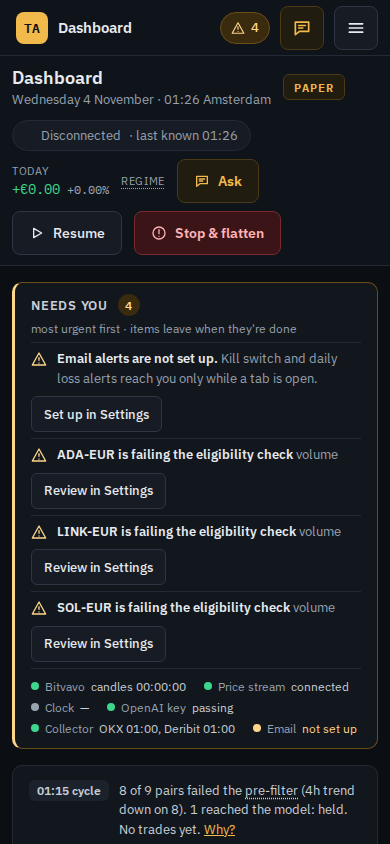 TA Dashboard 4
Dashboard
Wednesday 4 November · 01:26 Amsterdam
PAPER
Disconnected · last known 01:26
TODAY
+€0.00 +0.00%
REGIME
Ask
Resume
Stop & flatten
NEEDS YOU 4
most urgent first · items leave when they're done
Email alerts are not set up. Kill switch and daily
loss alerts reach you only while a tab is open.
Set up in Settings
ADA-EUR is failing the eligibility check volume
Review in Settings
LINK-EUR is failing the eligibility check volume
Review in Settings
SOL-EUR is failing the eligibility check volume
Review in Settings
Bitvavo candles 00:00:00 Price stream connected
Clock — OpenAI key passing
Collector OKX 01:00, Deribit 01:00 Email not set up
01:15 cycle 8 of 9 pairs failed the pre-filter (4h trend
down on 8). 1 reached the model: held.
No trades yet. Why?